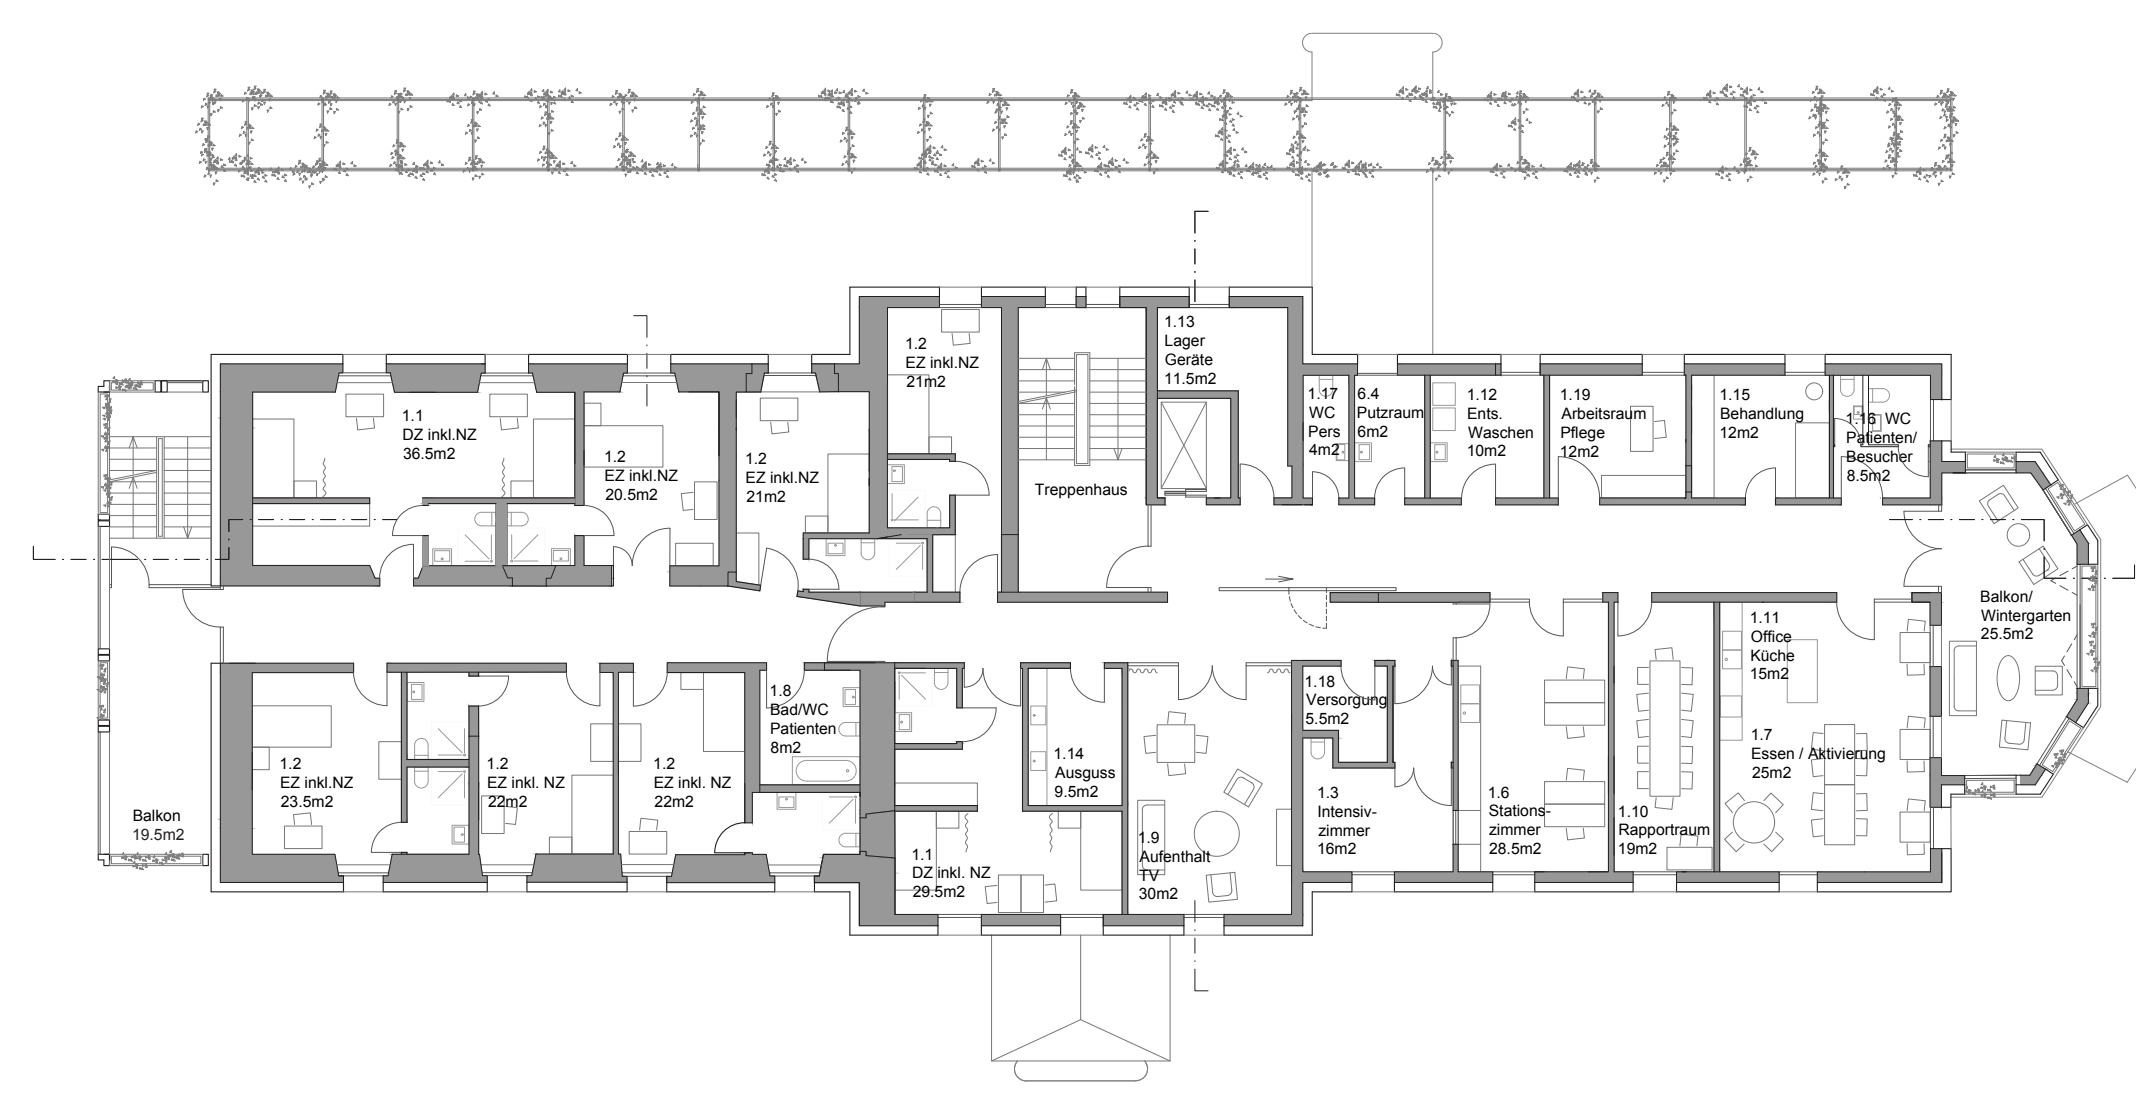 1.1
DZ inkl.NZ
36.5m2
1.2
EZ inkl.NZ
20.5m2
1.2
EZ inkl.NZ
21m2
1.2
EZ inkl.NZ
21m2
Treppenhaus
1.13
Lager
Geräte
11.5m2
1.17
WC
Pers
4m2
6.4
Putzraum
6m2
1.12
Ents.
Waschen
10m2
1.19
Arbeitsraum
Pflege
12m2
1.15
Behandlung
12m2
1.16 WC
Patienten/
Besucher
8.5m2
Balkon/
Wintergarten
25.5m2
Balkon
19.5m2
1.2
EZ inkl.NZ
23.5m2
1.2
EZ inkl. NZ
22m2
1.2
EZ inkl. NZ
22m2
1.8
Bad/WC
Patienten
8m2
1.1
DZ inkl. NZ
29.5m2
1.14
Ausguss
9.5m2
1.9
Aufenthalt
TV
30m2
1.18
Versorgung
5.5m2
1.3
Intensiv-
zimmer
16m2
1.6
Stations-
zimmer
28.5m2
1.10
Rapportraum
19m2
1.11
Office
Küche
15m2
1.7
Essen / Aktivierung
25m2